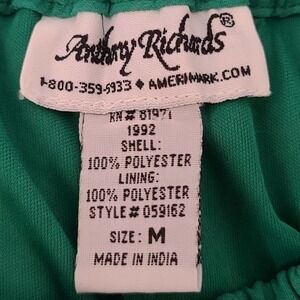 Anthony Richards®
1-800-359-5933 ♦ AMERIMARK.COM
RN# 81971
1992
SHELL:
100% POLYESTER
LINING:
100% POLYESTER
STYLE# 059162
SIZE: M
MADE IN INDIA